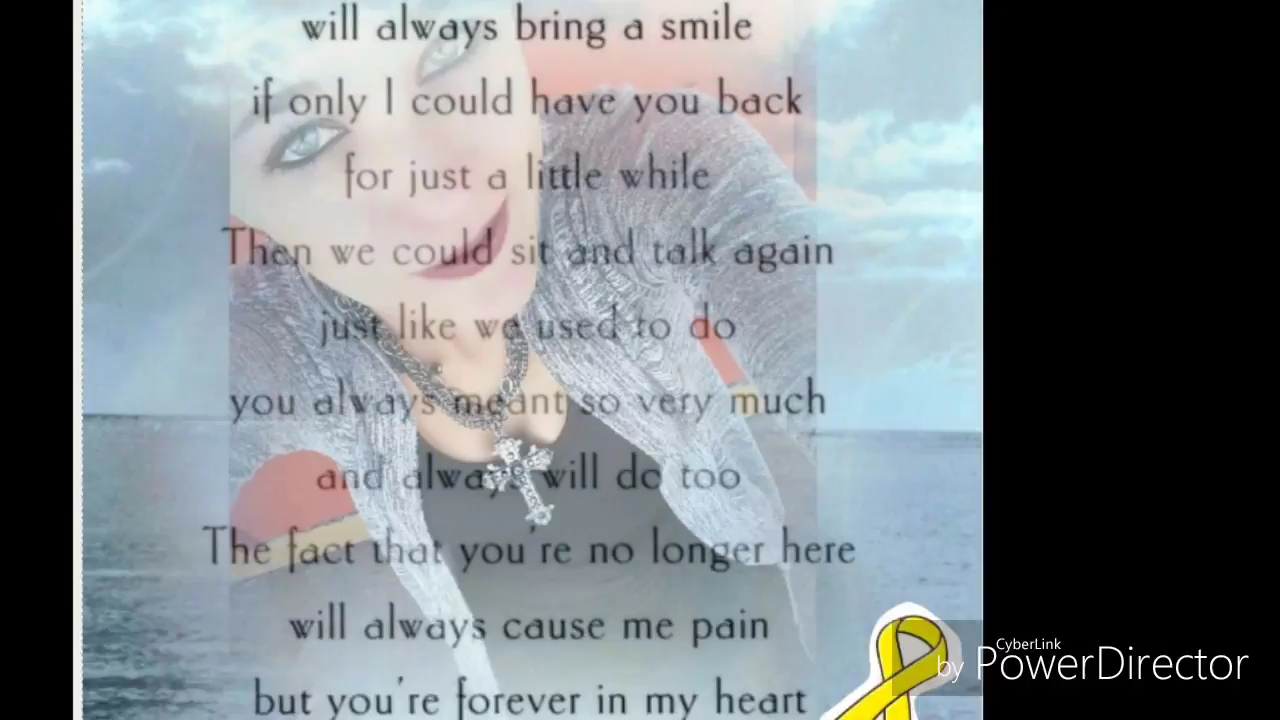 will always bring a smile
if only I could have you back
for just a little while
Then we could sit and talk again
just like we used to do
you always meant so very much
and always will do too
The fact that you're no longer here
will always cause me pain
but you're forever in my heart
CyberLink
by PowerDirector